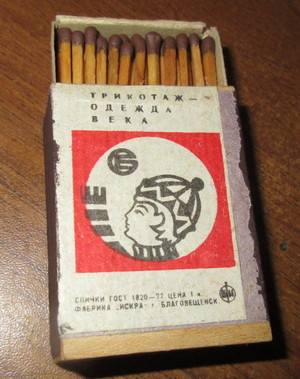 ТРИКОТАЖ—
ОДЕЖДА
ВЕКА
СПИЧКИ ГОСТ 1820—77 ЦЕНА 1 к.
ФАБРИКА „ИСКРА“ г. БЛАГОВЕЩЕНСК